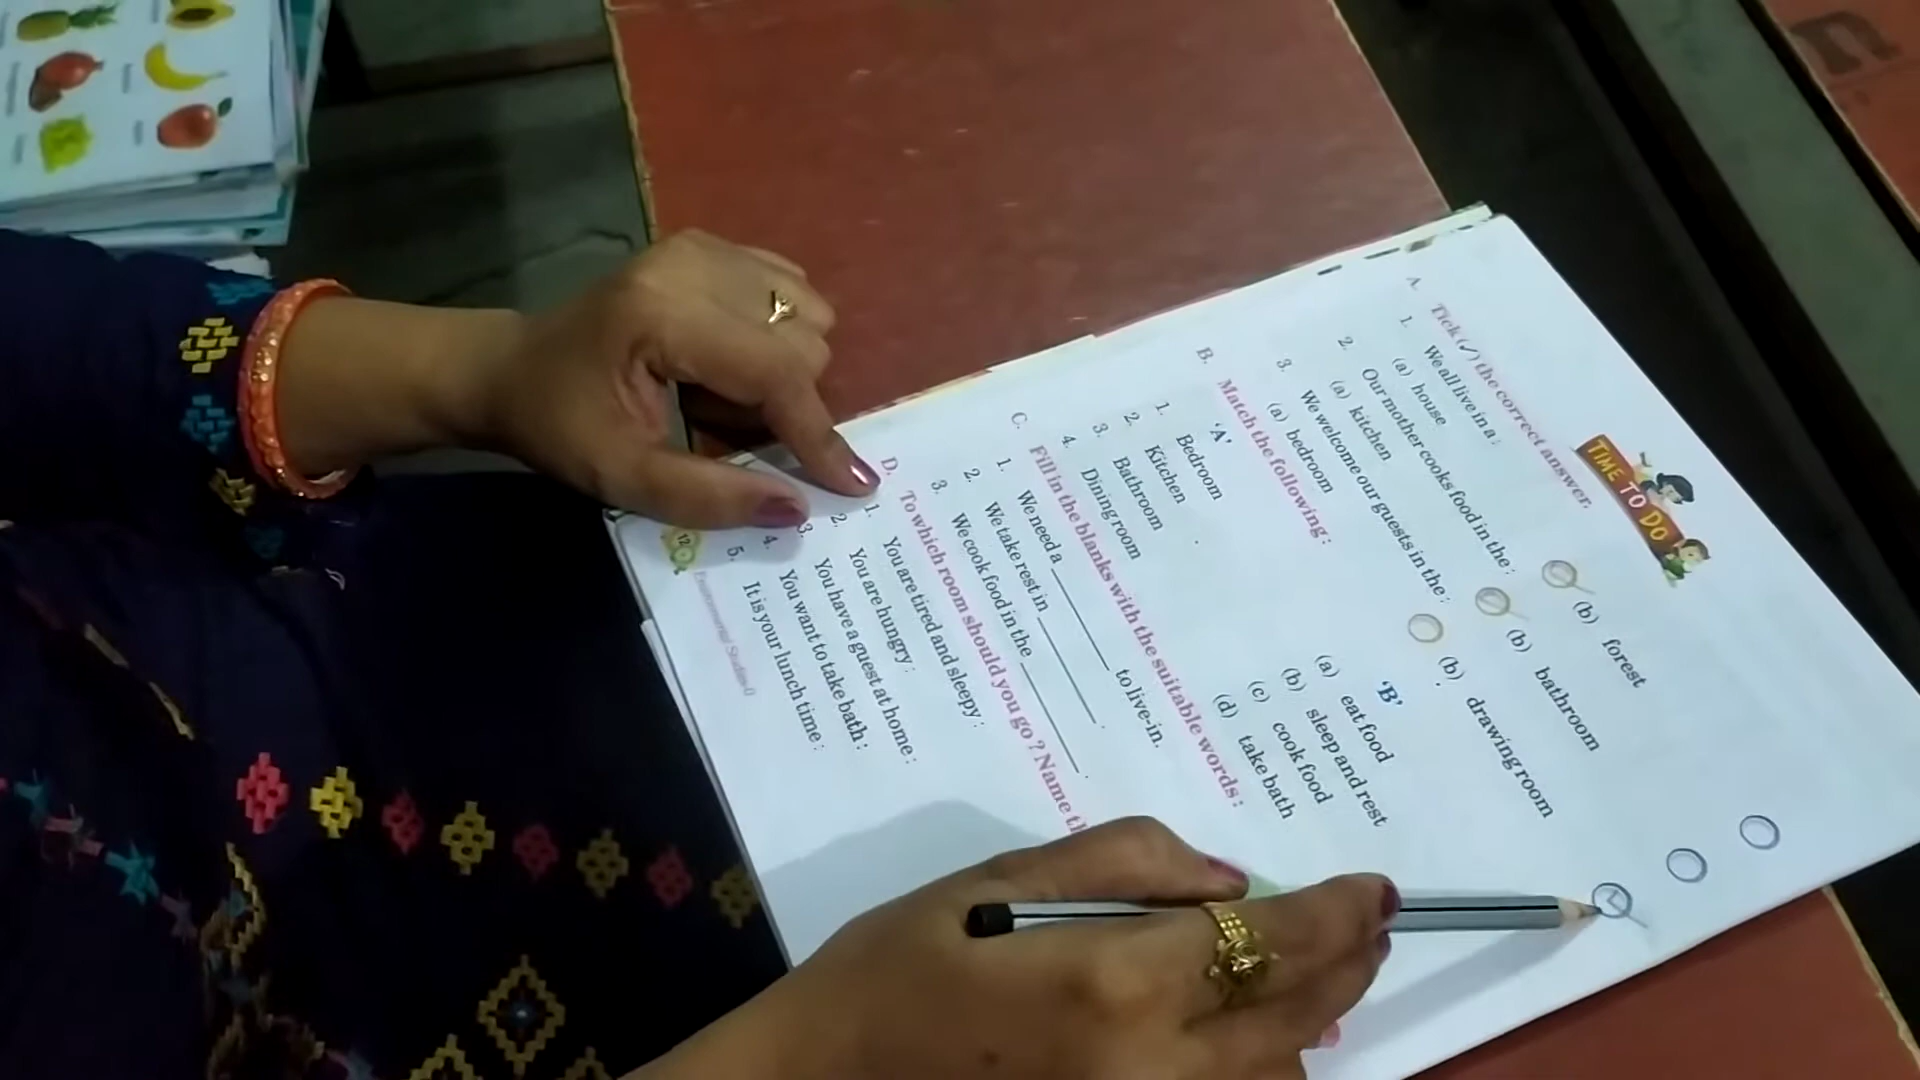 TIME TO DO
A. Tick (✓) the correct answer.
1. We all live in a :
(a) house (b) forest
2. Our mother cooks food in the :
(a) kitchen (b) bathroom
3. We welcome our guests in the :
(a) bedroom (b) drawing room
B. Match the following :
'A' 'B'
1. Bedroom (a) eat food
2. Kitchen (b) sleep and rest
3. Bathroom (c) cook food
4. Dining room (d) take bath
C. Fill in the blanks with the suitable words :
1. We need a ________ to live-in.
2. We take rest in ________.
3. We cook food in the ________.
D. To which room should you go ? Name
1. You are tired and sleepy :
2. You are hungry :
3. You have a guest at home :
4. You want to take bath :
5. It is your lunch time :
12 Environmental Studies-0